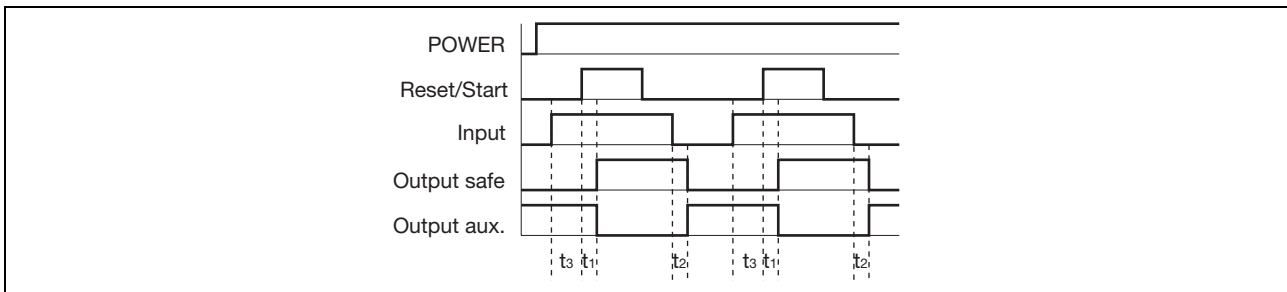 POWER
Reset/Start
Input
Output safe
Output aux.
t3 t1 t2 t3 t1 t2